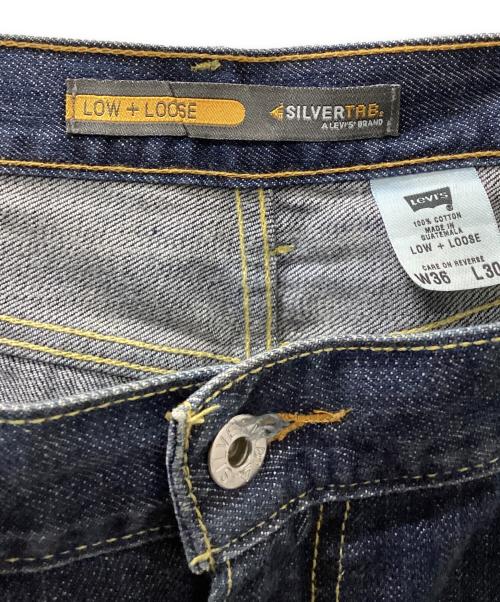 LOW + LOOSE
SILVERTAB.
A LEVI'S® BRAND
Levi's
100% COTTON
MADE IN
GUATEMALA
LOW + LOOSE
CARE ON REVERSE
W36 L30